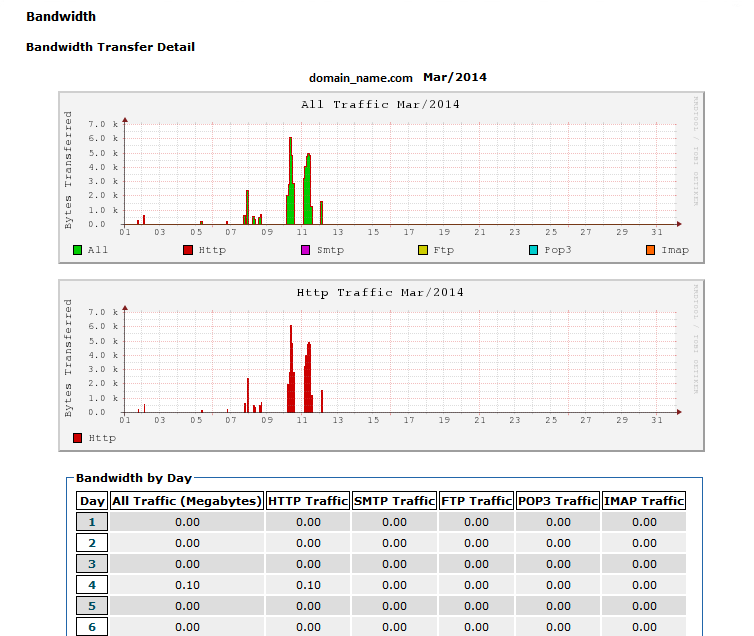 Bandwidth
Bandwidth Transfer Detail
domain_name.com Mar/2014
All Traffic Mar/2014
Bytes Transferred
7.0 k
6.0 k
5.0 k
4.0 k
3.0 k
2.0 k
1.0 k
0.0
01 03 05 07 09 11 13 15 17 19 21 23 25 27 29 31
All Http Smtp Ftp Pop3 Imap
RRDTOOL / TOBI OETIKER
Http Traffic Mar/2014
Bytes Transferred
7.0 k
6.0 k
5.0 k
4.0 k
3.0 k
2.0 k
1.0 k
0.0
01 03 05 07 09 11 13 15 17 19 21 23 25 27 29 31
Http
RRDTOOL / TOBI OETIKER
Bandwidth by Day
Day All Traffic (Megabytes) HTTP Traffic SMTP Traffic FTP Traffic POP3 Traffic IMAP Traffic
1 0.00 0.00 0.00 0.00 0.00 0.00
2 0.00 0.00 0.00 0.00 0.00 0.00
3 0.00 0.00 0.00 0.00 0.00 0.00
4 0.10 0.10 0.00 0.00 0.00 0.00
5 0.00 0.00 0.00 0.00 0.00 0.00
6 0.00 0.00 0.00 0.00 0.00 0.00